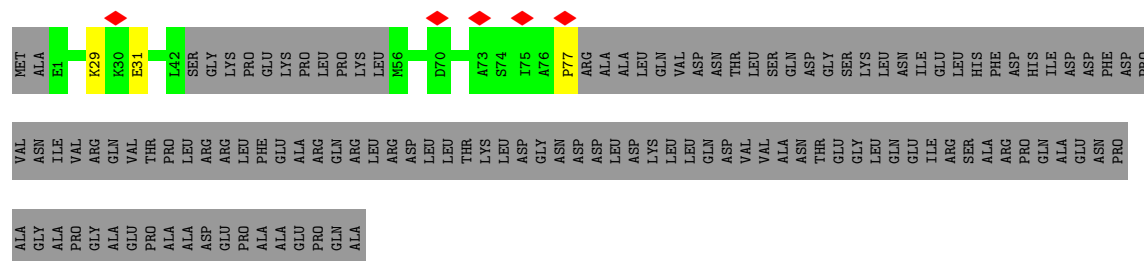 MET ALA E1 K29 K30 E31 L42 SER GLY LYS PRO GLU LYS PRO LEU PRO LYS LEU M56 D70 A73 S74 I75 A76 P77 ARG ALA ALA LEU GLN VAL ASP ASN THR LEU SER GLN ASP GLY SER LYS LEU ASN ILE GLU LEU HIS PHE ASP HIS ILE ASP ASP PHE ASP PRO
VAL ASN ILE VAL ARG GLN VAL THR PRO LEU ARG ARG LEU PHE GLU ALA ARG GLN ARG LEU ARG ASP LEU LEU THR LYS LEU ASP GLY ASN ASP ASP LEU ASP LYS LEU LEU GLN ASP VAL VAL ALA ASN THR GLU GLY LEU GLN GLU ILE ARG SER ALA ARG PRO GLN ALA GLU ASN PRO
ALA GLY ALA PRO GLY ALA GLU PRO ALA ALA ASP GLU PRO ALA ALA GLU PRO GLN ALA